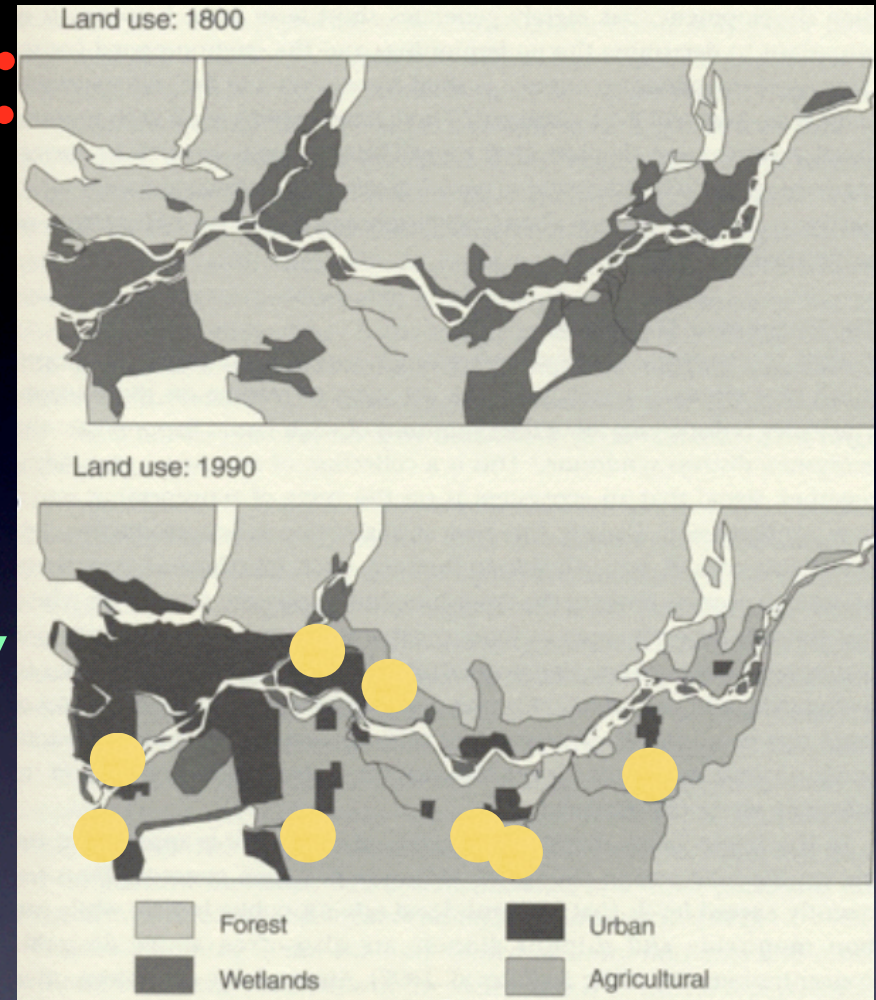 Land use: 1800
Land use: 1990
Forest
Urban
Wetlands
Agricultural